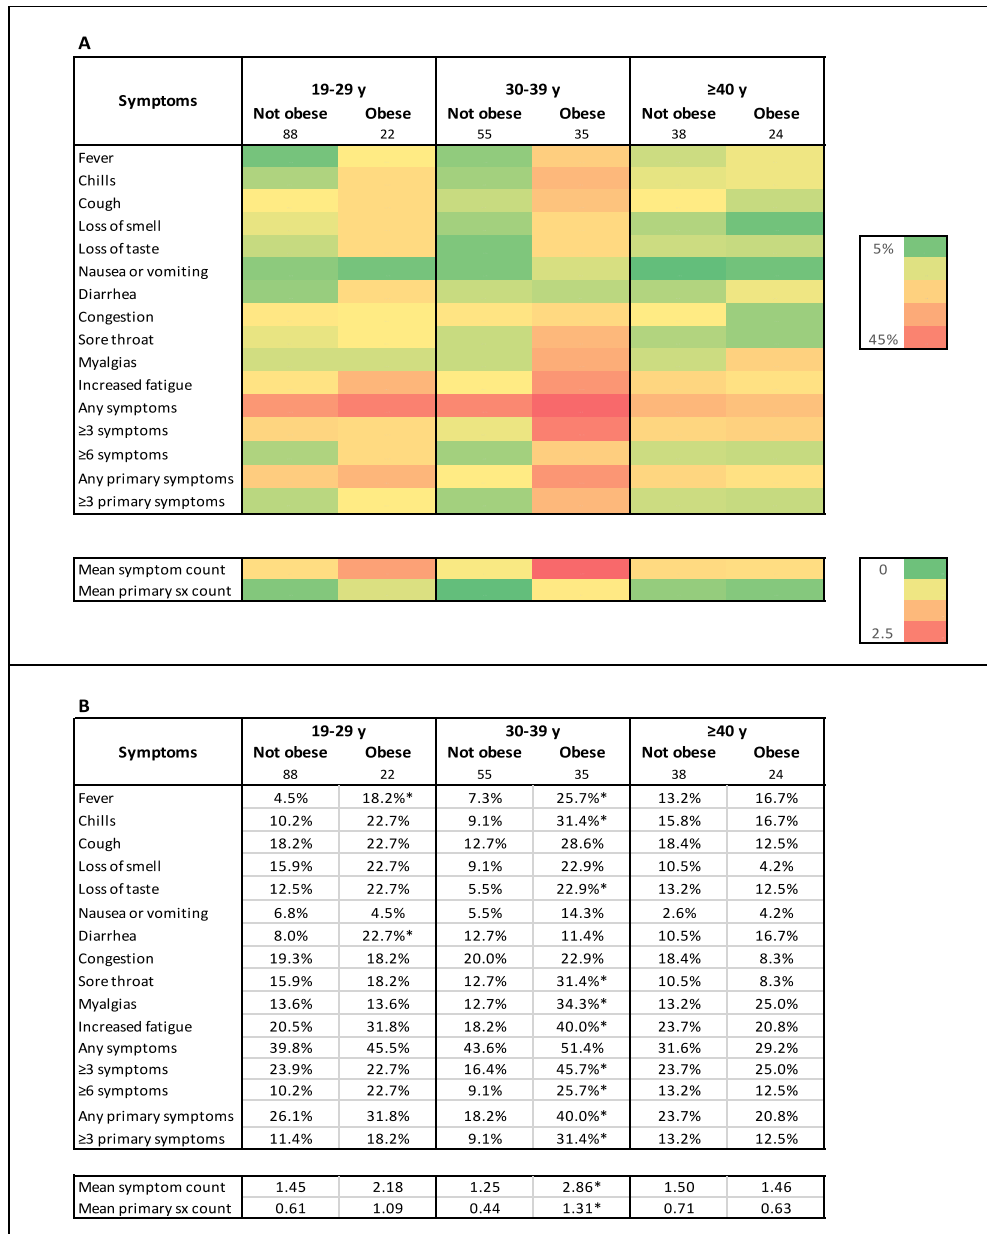 A
Symptoms
19-29 y 30-39 y ≥40 y
Not obese Obese Not obese Obese Not obese Obese
88 22 55 35 38 24
Fever
Chills
Cough
Loss of smell
Loss of taste
Nausea or vomiting
Diarrhea
Congestion
Sore throat
Myalgias
Increased fatigue
Any symptoms
≥3 symptoms
≥6 symptoms
Any primary symptoms
≥3 primary symptoms
5%
45%
Mean symptom count
Mean primary sx count
0
2.5
B
Symptoms
19-29 y 30-39 y ≥40 y
Not obese Obese Not obese Obese Not obese Obese
88 22 55 35 38 24
Fever 4.5% 18.2%* 7.3% 25.7%* 13.2% 16.7%
Chills 10.2% 22.7% 9.1% 31.4%* 15.8% 16.7%
Cough 18.2% 22.7% 12.7% 28.6% 18.4% 12.5%
Loss of smell 15.9% 22.7% 9.1% 22.9% 10.5% 4.2%
Loss of taste 12.5% 22.7% 5.5% 22.9%* 13.2% 12.5%
Nausea or vomiting 6.8% 4.5% 5.5% 14.3% 2.6% 4.2%
Diarrhea 8.0% 22.7%* 12.7% 11.4% 10.5% 16.7%
Congestion 19.3% 18.2% 20.0% 22.9% 18.4% 8.3%
Sore throat 15.9% 18.2% 12.7% 31.4%* 10.5% 8.3%
Myalgias 13.6% 13.6% 12.7% 34.3%* 13.2% 25.0%
Increased fatigue 20.5% 31.8% 18.2% 40.0%* 23.7% 20.8%
Any symptoms 39.8% 45.5% 43.6% 51.4% 31.6% 29.2%
≥3 symptoms 23.9% 22.7% 16.4% 45.7%* 23.7% 25.0%
≥6 symptoms 10.2% 22.7% 9.1% 25.7%* 13.2% 12.5%
Any primary symptoms 26.1% 31.8% 18.2% 40.0%* 23.7% 20.8%
≥3 primary symptoms 11.4% 18.2% 9.1% 31.4%* 13.2% 12.5%
Mean symptom count 1.45 2.18 1.25 2.86* 1.50 1.46
Mean primary sx count 0.61 1.09 0.44 1.31* 0.71 0.63